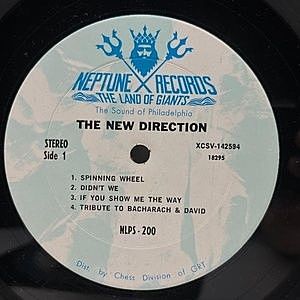 NEPTUNE RECORDS
"THE LAND OF GIANTS"
The Sound of Philadelphia
THE NEW DIRECTION
STEREO
Side 1
XCSV-142594
18295
1. SPINNING WHEEL
2. DIDN'T WE
3. IF YOU SHOW ME THE WAY
4. TRIBUTE TO BACHARACH & DAVID
NLPS - 200
Dist. by Chess Division of GRT